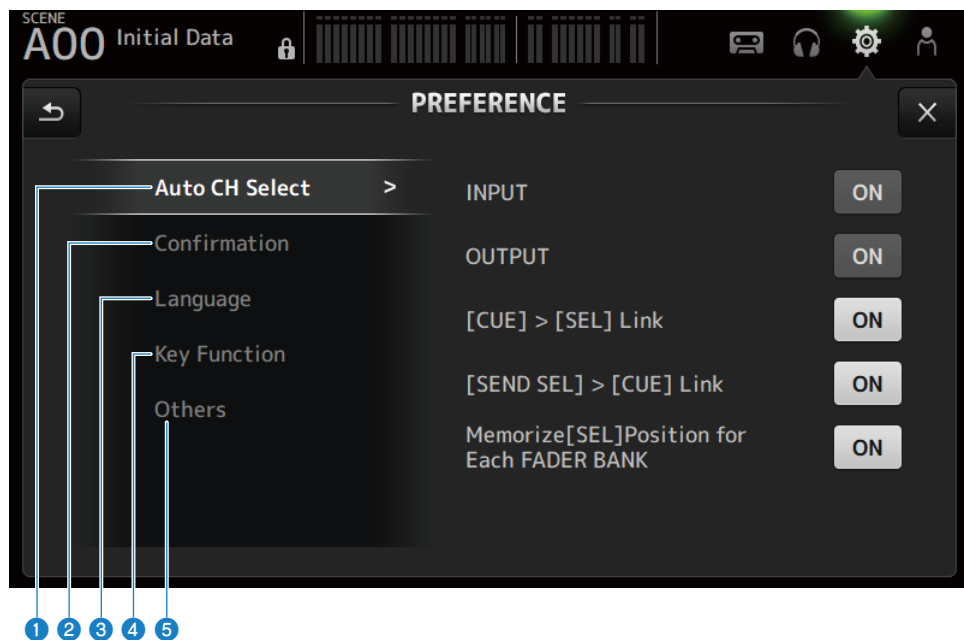 SCENE
A00 Initial Data
PREFERENCE
Auto CH Select >
Confirmation
Language
Key Function
Others
INPUT ON
OUTPUT ON
[CUE] > [SEL] Link ON
[SEND SEL] > [CUE] Link ON
Memorize[SEL]Position for
Each FADER BANK ON
1 2 3 4 5